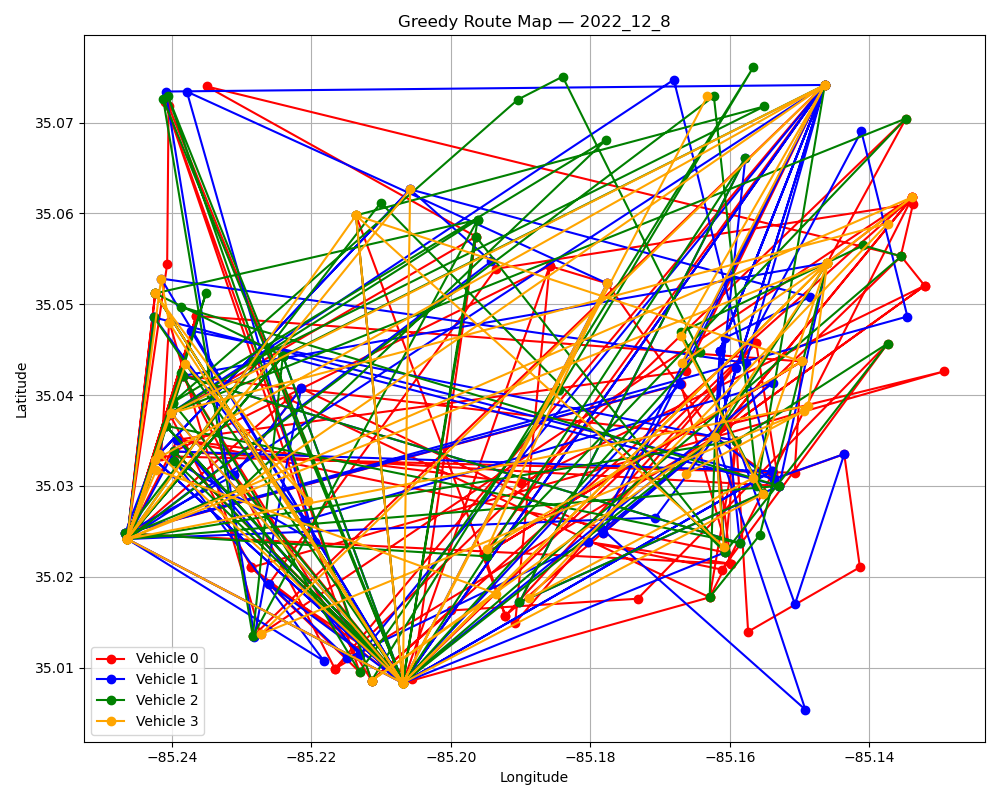 Greedy Route Map — 2022_12_8
Latitude
35.07
35.06
35.05
35.04
35.03
35.02
35.01
Vehicle 0
Vehicle 1
Vehicle 2
Vehicle 3
−85.24 −85.22 −85.20 −85.18 −85.16 −85.14
Longitude